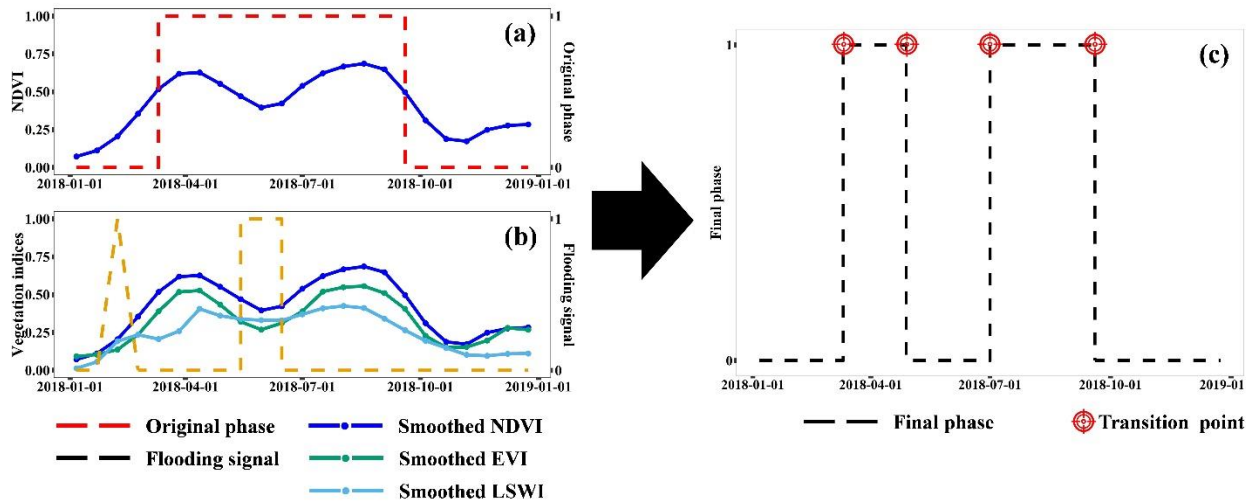 1.00
0.75
0.50
0.25
0.00
NDVI
(a)
1
0
Original phase
2018-01-01 2018-04-01 2018-07-01 2018-10-01 2019-01-01
1.00
0.75
0.50
0.25
0.00
Vegetation indices
(b)
1
0
Flooding signal
2018-01-01 2018-04-01 2018-07-01 2018-10-01 2019-01-01
Original phase
Smoothed NDVI
Flooding signal
Smoothed EVI
Smoothed LSWI
(c)
1
0
Final phase
2018-01-01 2018-04-01 2018-07-01 2018-10-01 2019-01
Final phase
Transition point